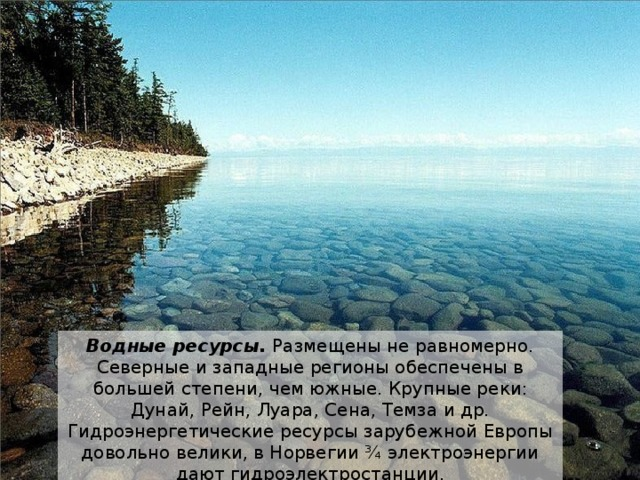 Водные ресурсы. Размещены не равномерно.
Северные и западные регионы обеспечены в
большей степени, чем южные. Крупные реки:
Дунай, Рейн, Луара, Сена, Темза и др.
Гидроэнергетические ресурсы зарубежной Европы
довольно велики, в Норвегии ¾ электроэнергии
дают гидроэлектростанции.